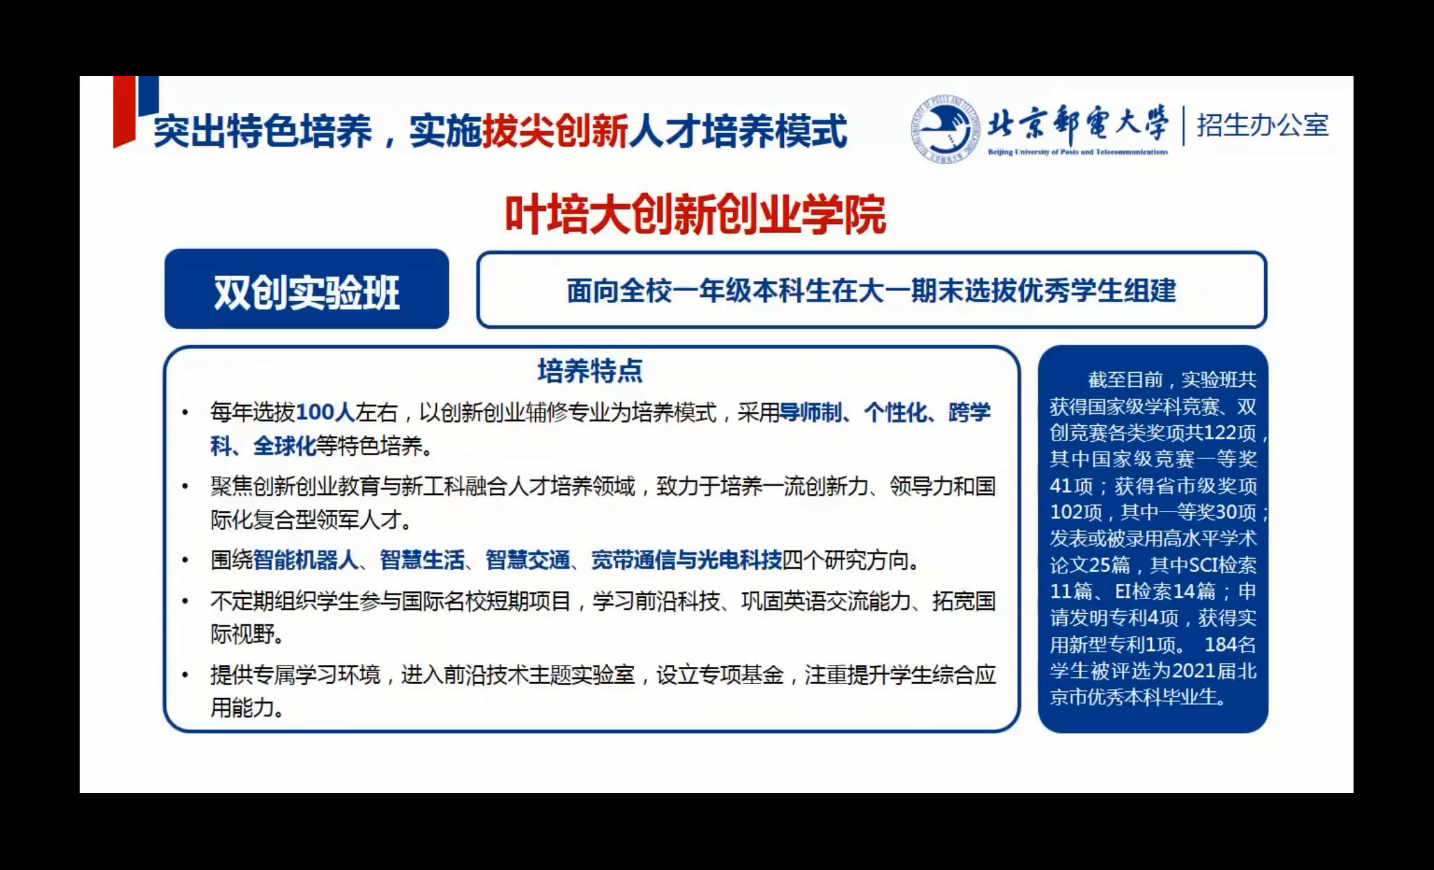 突出特色培养，实施拔尖创新人才培养模式
北京邮电大学
Beijing University of Posts and Telecommunications
招生办公室
叶培大创新创业学院
双创实验班
面向全校一年级本科生在大一期末选拔优秀学生组建
培养特点
• 每年选拔100人左右，以创新创业辅修专业为培养模式，采用导师制、个性化、跨学
科、全球化等特色培养。
• 聚焦创新创业教育与新工科融合人才培养领域，致力于培养一流创新力、领导力和国
际化复合型领军人才。
• 围绕智能机器人、智慧生活、智慧交通、宽带通信与光电科技四个研究方向。
• 不定期组织学生参与国际名校短期项目，学习前沿科技、巩固英语交流能力、拓宽国
际视野。
• 提供专属学习环境，进入前沿技术主题实验室，设立专项基金，注重提升学生综合应
用能力。
截至目前，实验班共
获得国家级学科竞赛、双
创竞赛各类奖项共122项，
其中国家级竞赛一等奖
41项；获得省市级奖项
102项，其中一等奖30项；
发表或被录用高水平学术
论文25篇，其中SCI检索
11篇、EI检索14篇；申
请发明专利4项，获得实
用新型专利1项。 184名
学生被评选为2021届北
京市优秀本科毕业生。